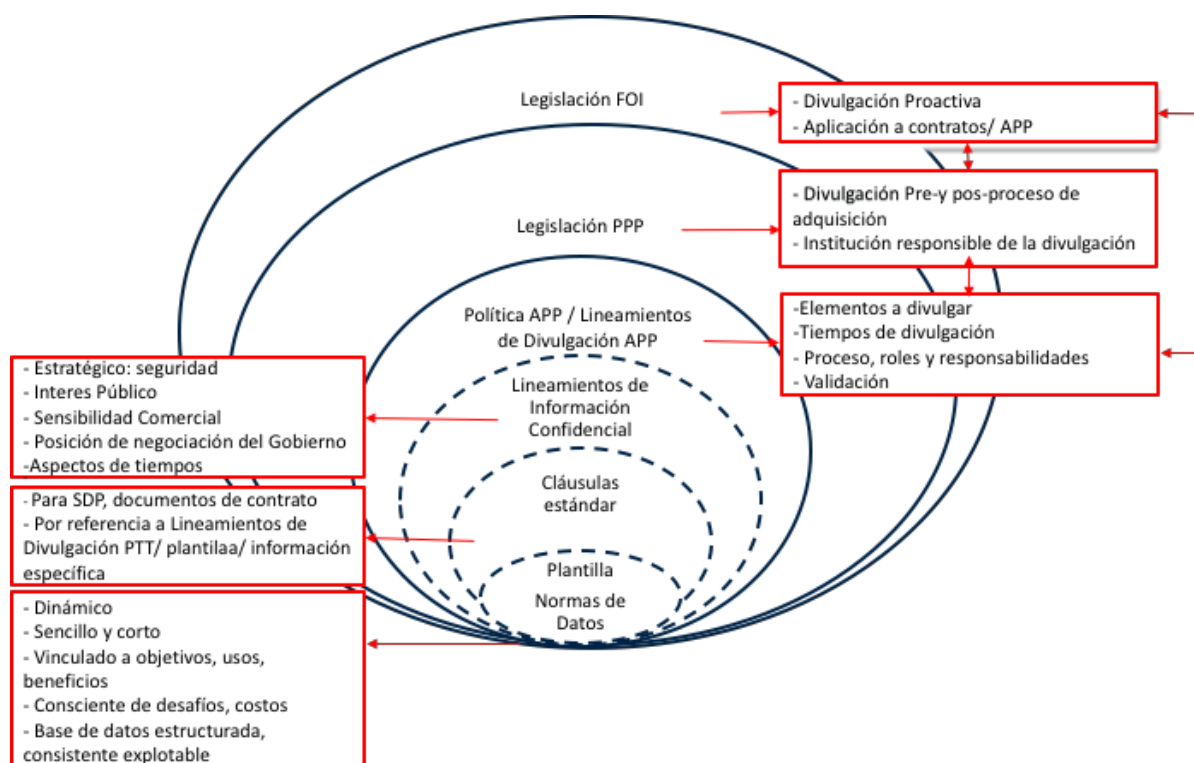 Legislación FOI
- Divulgación Proactiva
- Aplicación a contratos/ APP
Legislación PPP
- Divulgación Pre-y pos-proceso de
adquisición
- Institución responsible de la divulgación
Política APP / Lineamientos
de Divulgación APP
-Elementos a divulgar
-Tiempos de divulgación
- Proceso, roles y responsabilidades
- Validación
Lineamientos de
Información
Confidencial
- Estratégico: seguridad
- Interes Público
- Sensibilidad Comercial
- Posición de negociación del Gobierno
-Aspectos de tiempos
Cláusulas
estándar
- Para SDP, documentos de contrato
- Por referencia a Lineamientos de
Divulgación PTT/ plantilaa/ información
específica
Plantilla
Normas de
Datos
- Dinámico
- Sencillo y corto
- Vinculado a objetivos, usos,
beneficios
- Consciente de desafíos, costos
- Base de datos estructurada,
consistente explotable